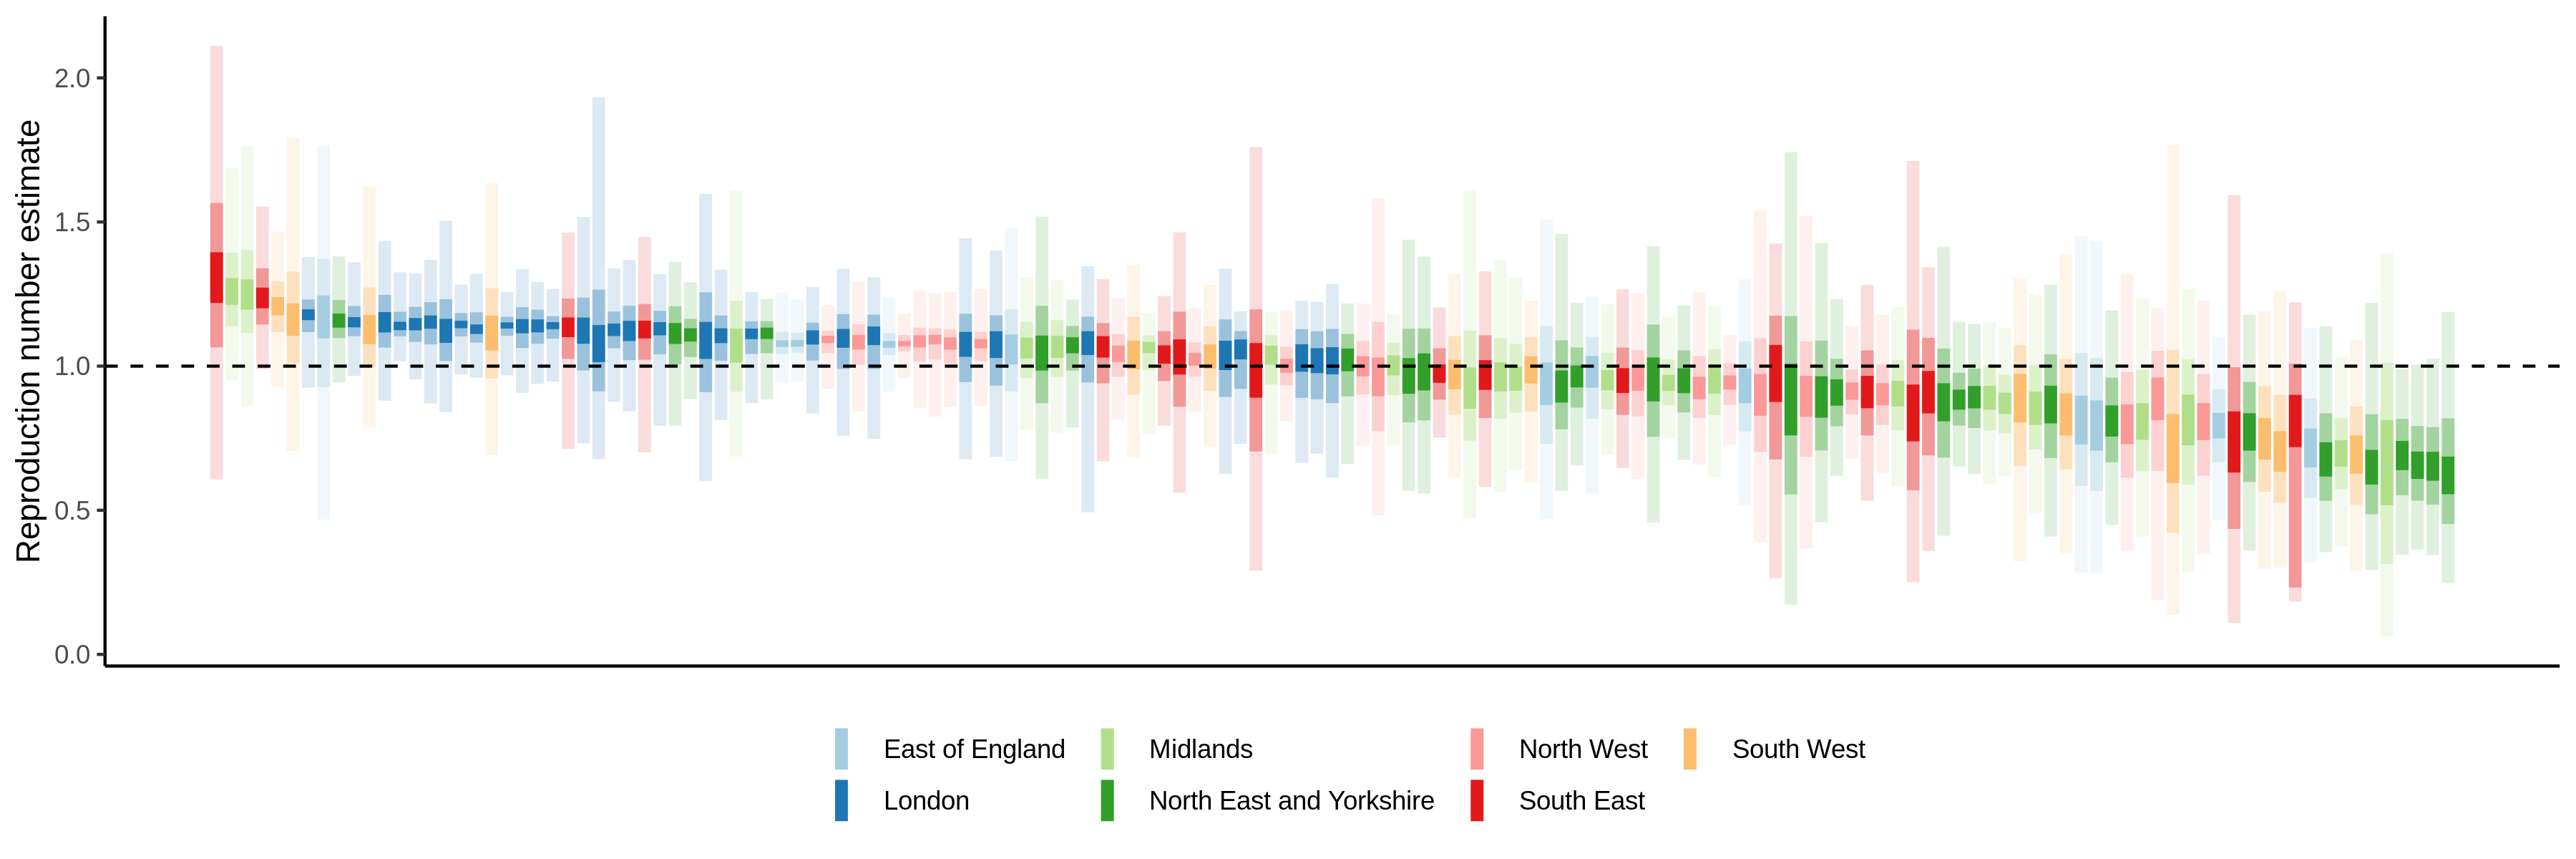 Reproduction number estimate
2.0
1.5
1.0
0.5
0.0
East of England
Midlands
North West
South West
London
North East and Yorkshire
South East